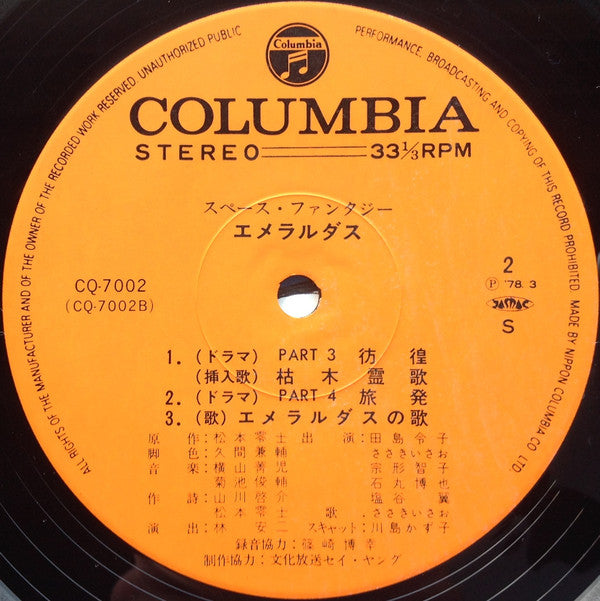 ALL RIGHTS OF THE MANUFACTURER AND OF THE OWNER OF THE RECORDED WORK RESERVED. UNAUTHORIZED PUBLIC PERFORMANCE, BROADCASTING AND COPYING OF THIS RECORD PROHIBITED. MADE BY NIPPON COLUMBIA CO. LTD.
Columbia
COLUMBIA
STEREO 33 1/3 RPM
スペース・ファンタジー
エメラルダス
CQ-7002
(CQ-7002B)
2
Ⓟ '78. 3
JASRAC
S
1. (ドラマ) PART 3 彷徨
(挿入歌) 枯木霊歌
2. (ドラマ) PART 4 旅発
3. (歌) エメラルダスの歌
原作:松本零士 出演:田島令子
脚色:久間兼輔 ささきいさお
音楽:横山菁児 宗形智子
菊池俊輔 石丸博也
作詩:山川啓介 塩谷翼
松本零士 歌:ささきいさお
演出:林安二 スキャット:川島かず子
録音協力:篠崎博幸
制作協力:文化放送セイ・ヤング